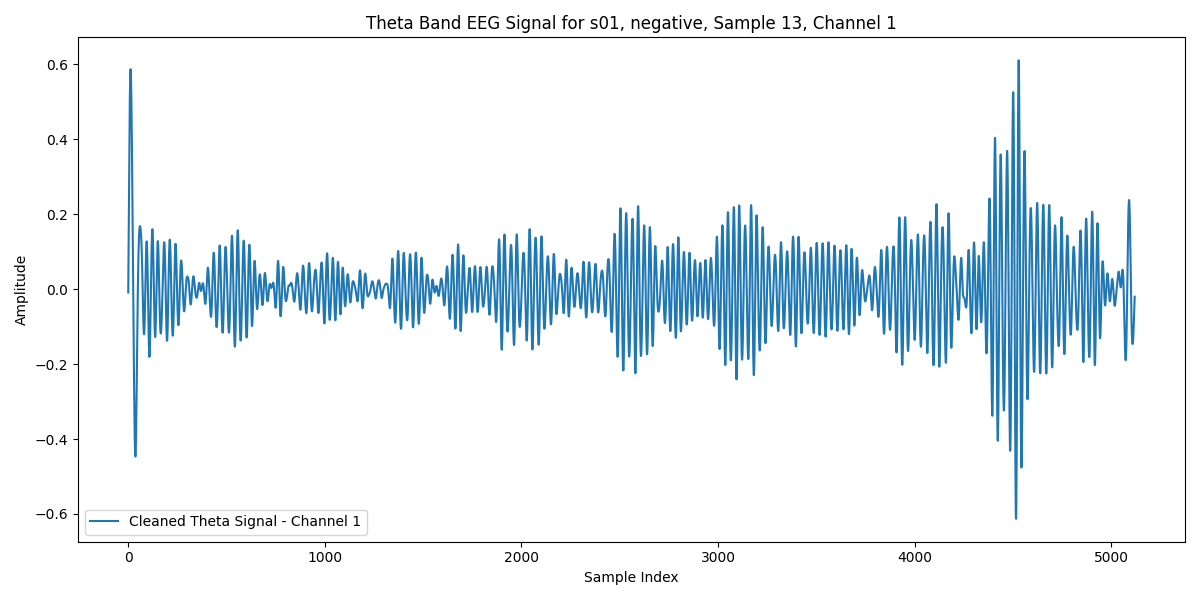 Theta Band EEG Signal for s01, negative, Sample 13, Channel 1
Amplitude
0.6
0.4
0.2
0.0
−0.2
−0.4
−0.6
Cleaned Theta Signal - Channel 1
0 1000 2000 3000 4000 5000
Sample Index